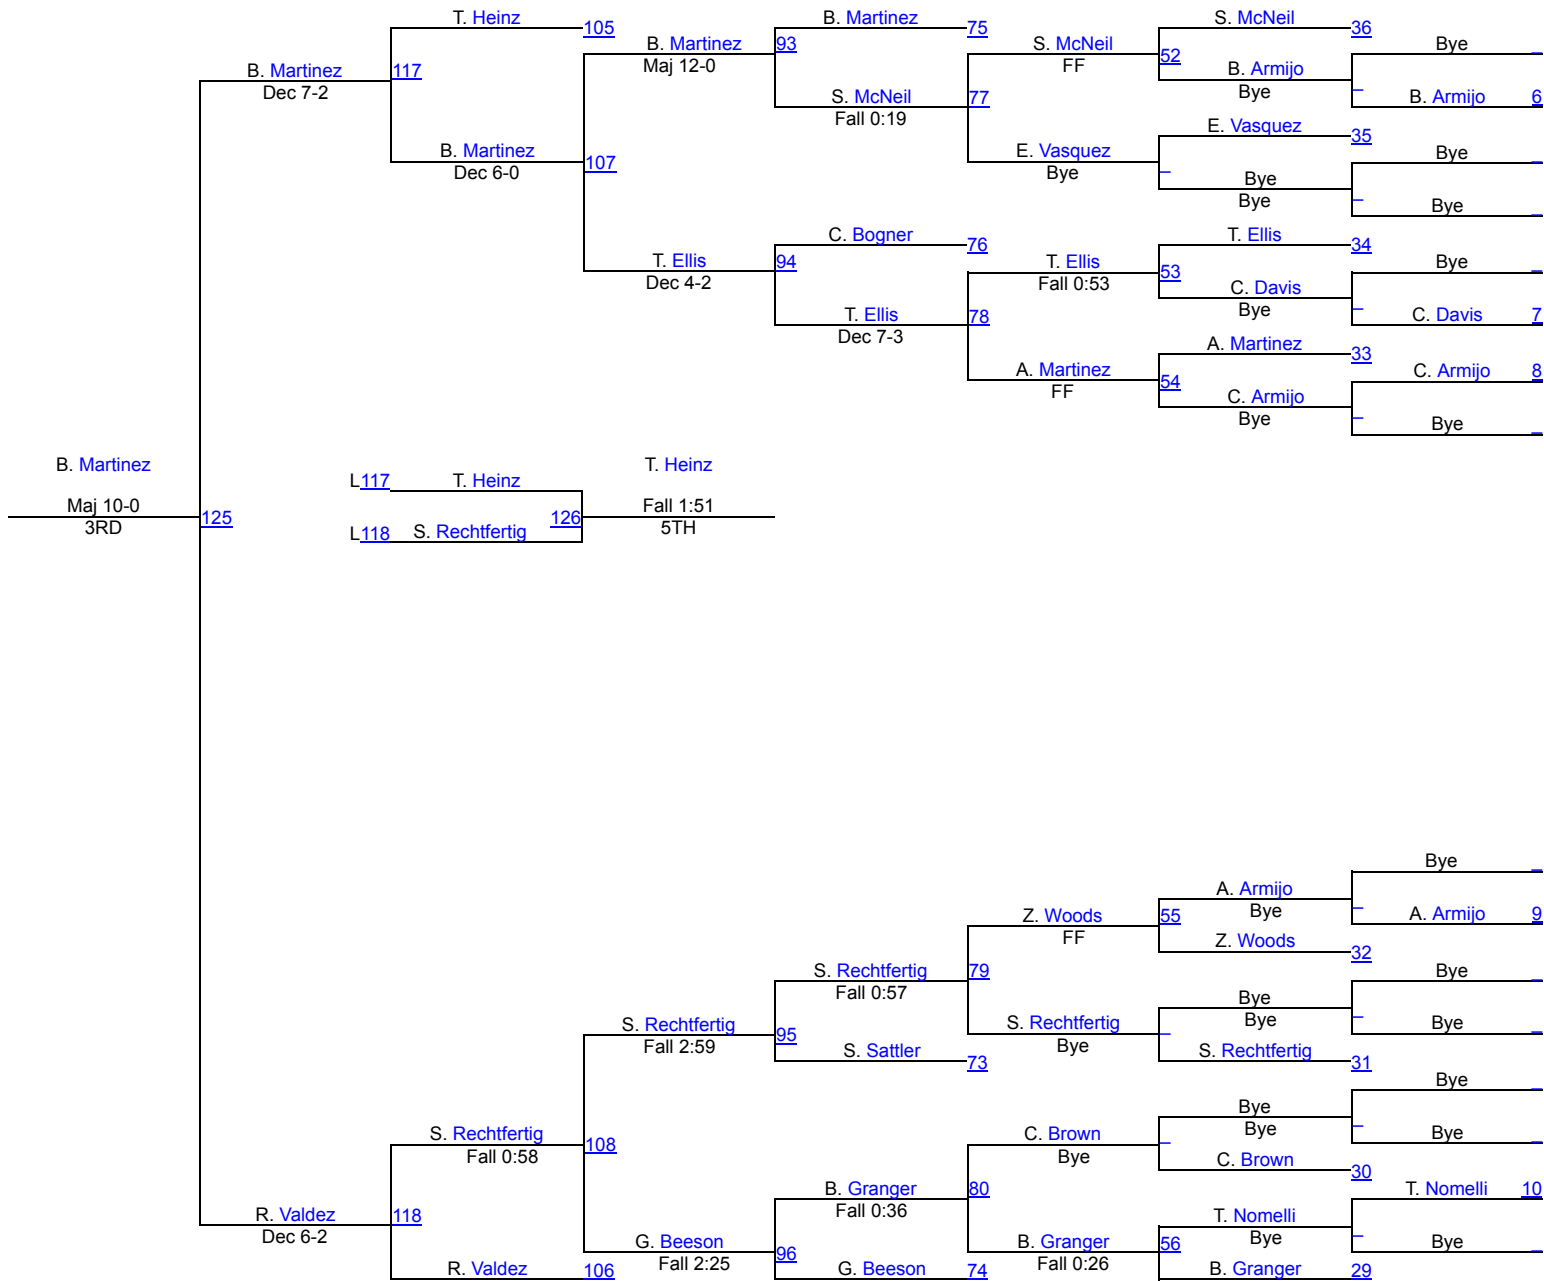 T. Heinz 105
B. Martinez 75
S. McNeil 36
B. Martinez 93
Maj 12-0
S. McNeil
FF
52
Bye _
B. Martinez 117
Dec 7-2
B. Armijo
Bye
S. McNeil 77
Fall 0:19
_
B. Armijo 6
E. Vasquez 35
B. Martinez 107
Dec 6-0
E. Vasquez
Bye
_
Bye _
Bye
Bye
_
Bye _
C. Bogner 76
T. Ellis 34
T. Ellis 94
Dec 4-2
T. Ellis 53
Fall 0:53
Bye _
C. Davis
Bye
_
T. Ellis 78
Dec 7-3
C. Davis 7
A. Martinez 33
A. Martinez 54
FF
C. Armijo 8
C. Armijo
Bye
_
Bye _
B. Martinez
Maj 10-0
3RD
125
L117 T. Heinz
T. Heinz
126
Fall 1:51
5TH
L118 S. Rechtfertig
Bye _
A. Armijo
Bye
_
A. Armijo 9
Z. Woods 55
FF
Z. Woods 32
S. Rechtfertig 79
Fall 0:57
Bye _
Bye
Bye
_
S. Rechtfertig 95
Fall 2:59
S. Rechtfertig
Bye
_
Bye _
S. Sattler 73
S. Rechtfertig 31
Bye _
Bye
Bye
_
S. Rechtfertig 108
Fall 0:58
C. Brown
Bye
_
Bye _
C. Brown 30
B. Granger 80
Fall 0:36
T. Nomelli 10
R. Valdez 118
Dec 6-2
T. Nomelli
Bye
_
G. Beeson 96
Fall 2:25
B. Granger 56
Fall 0:26
Bye _
R. Valdez 106
G. Beeson 74
B. Granger 29